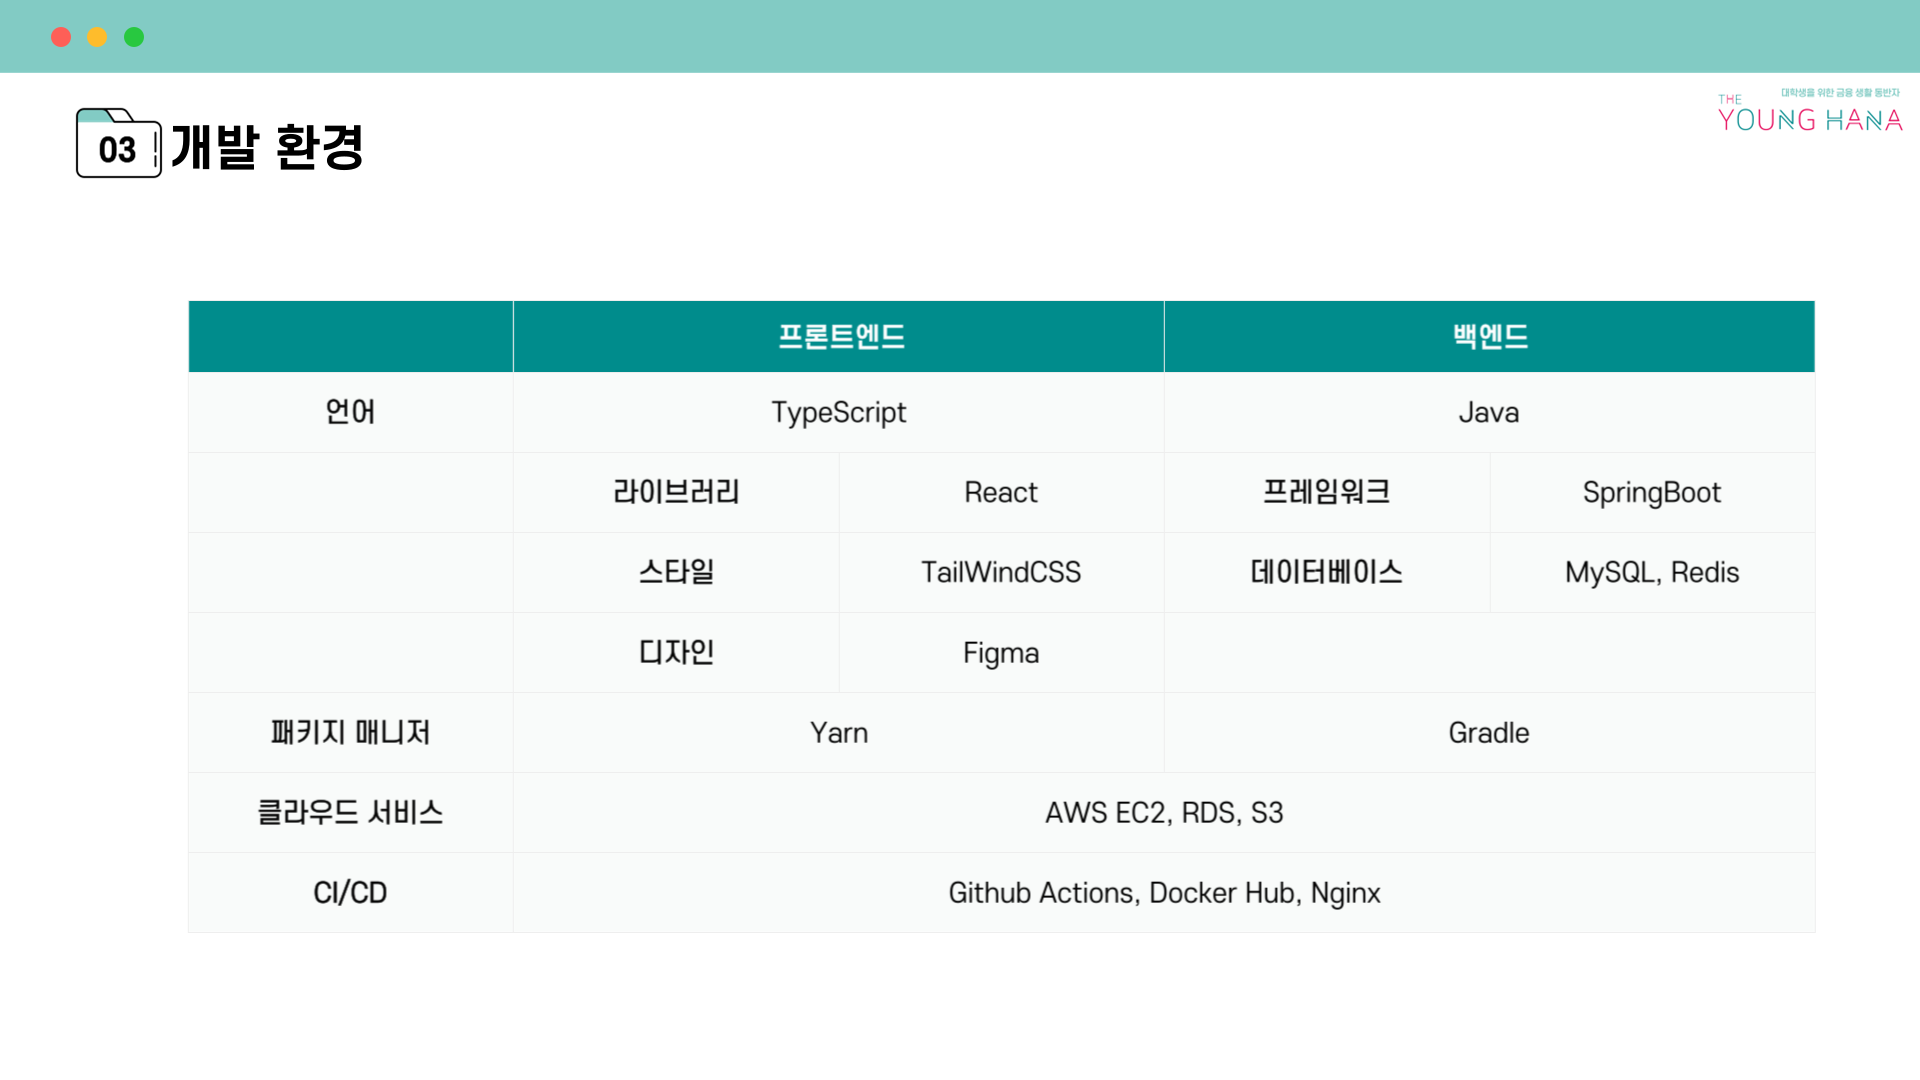 대학생을 위한 금융 생활 동반자
THE
YOUNG HANA
03 개발 환경
프론트엔드 백엔드
언어 TypeScript Java
라이브러리 React 프레임워크 SpringBoot
스타일 TailWindCSS 데이터베이스 MySQL, Redis
디자인 Figma
패키지 매니저 Yarn Gradle
클라우드 서비스 AWS EC2, RDS, S3
CI/CD Github Actions, Docker Hub, Nginx